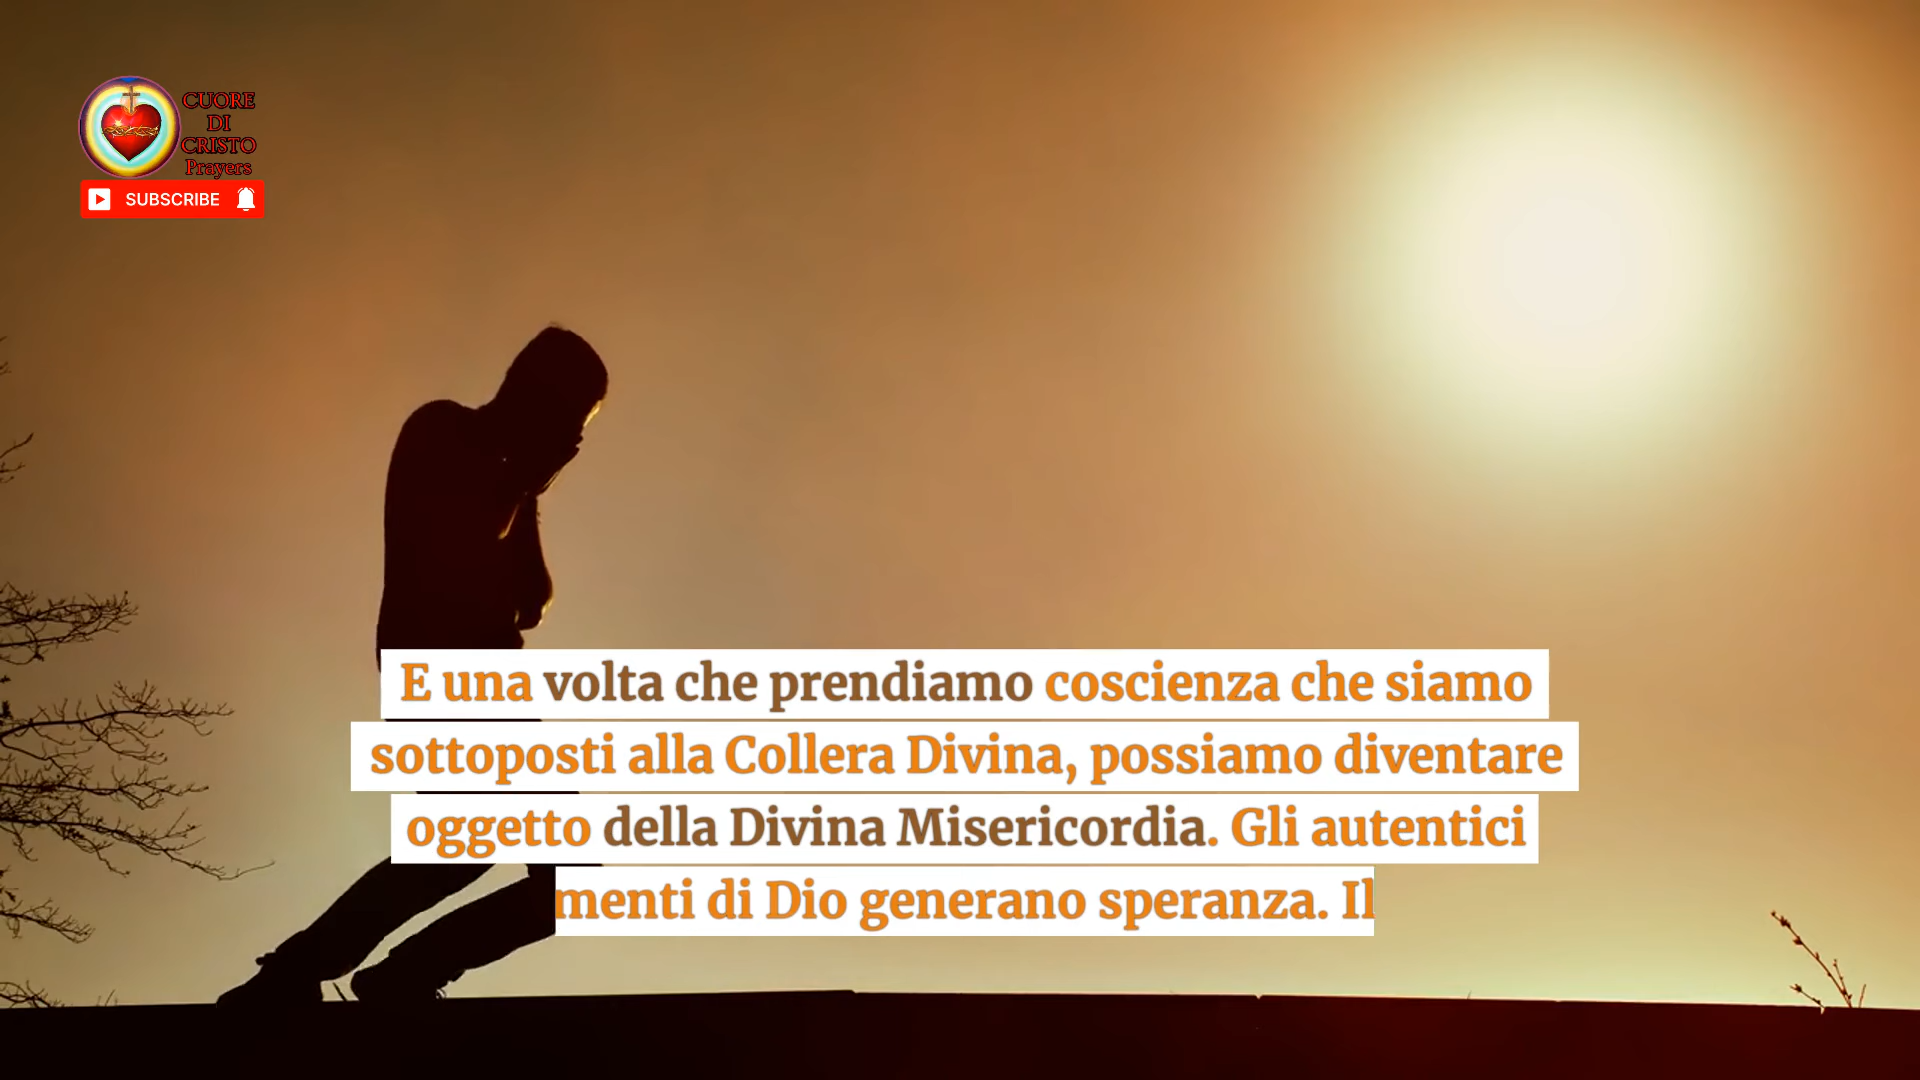 CUORE
DI
CRISTO
Prayers
SUBSCRIBE
E una volta che prendiamo coscienza che siamo
sottoposti alla Collera Divina, possiamo diventare
oggetto della Divina Misericordia. Gli autentici
menti di Dio generano speranza. Il